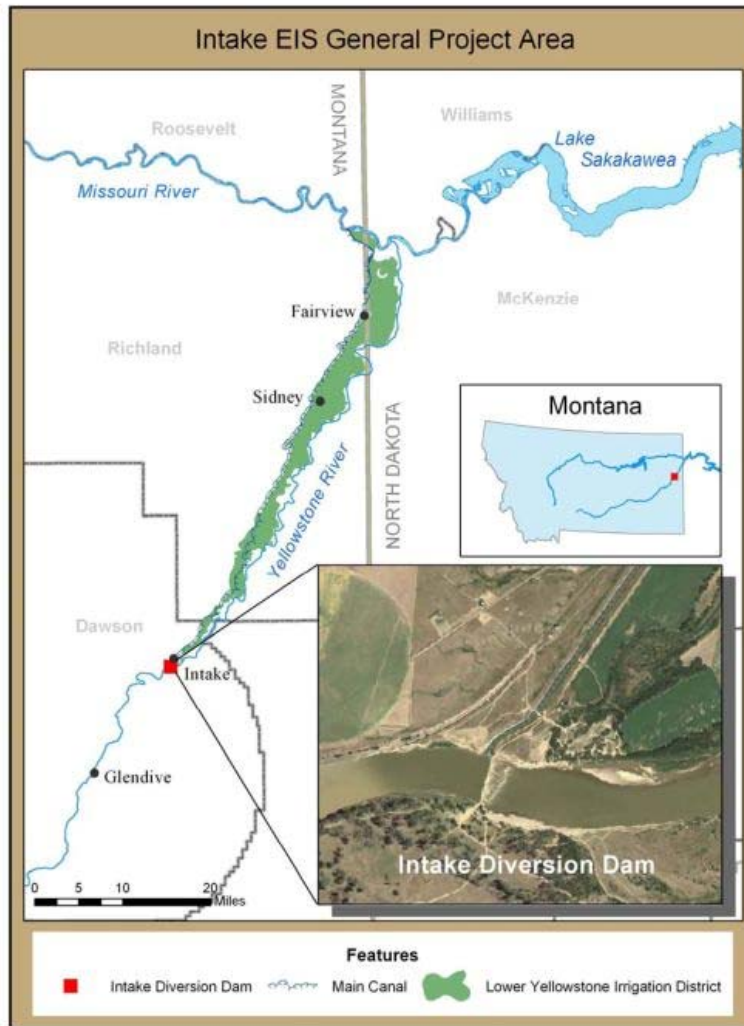 Intake EIS General Project Area
Roosevelt
MONTANA
Williams
Lake
Sakakawea
Missouri River
McKenzie
Fairview
Richland
Sidney
Montana
NORTH DAKOTA
Yellowstone River
Dawson
Intake
Glendive
Intake Diversion Dam
0 5 10 20
Miles
Features
Intake Diversion Dam Main Canal Lower Yellowstone Irrigation District